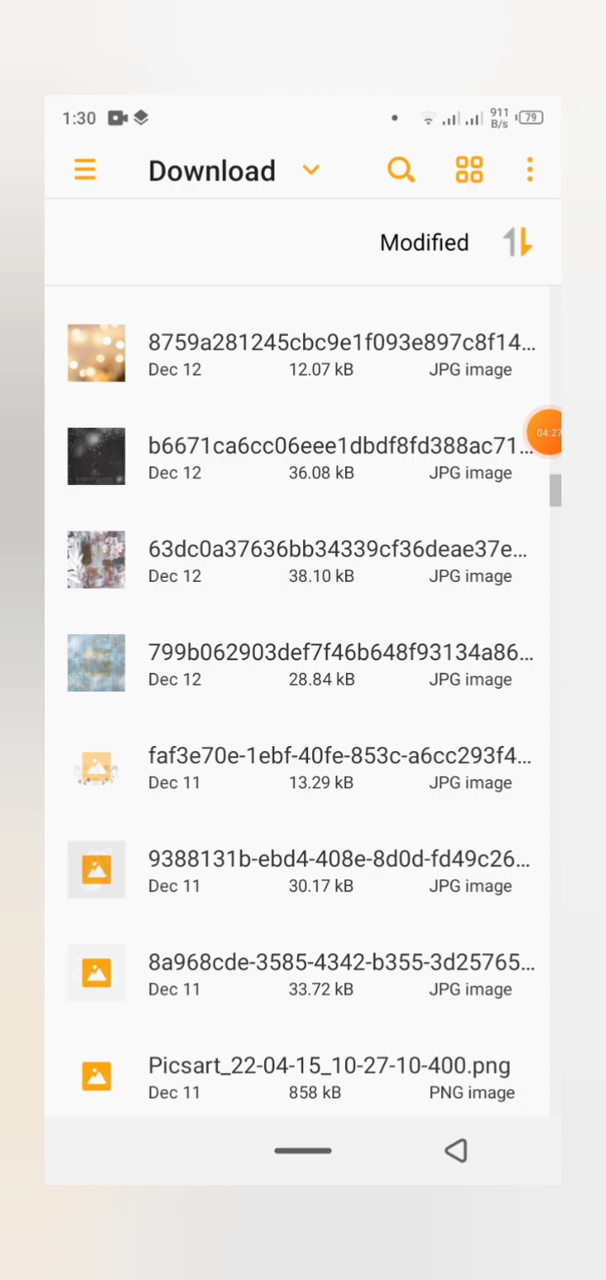 1:30 911 B/s 79
Download
Modified
8759a281245cbc9e1f093e897c8f14...
Dec 12 12.07 kB JPG image
04:27
b6671ca6cc06eee1dbdf8fd388ac71...
Dec 12 36.08 kB JPG image
63dc0a37636bb34339cf36deae37e...
Dec 12 38.10 kB JPG image
799b062903def7f46b648f93134a86...
Dec 12 28.84 kB JPG image
faf3e70e-1ebf-40fe-853c-a6cc293f4...
Dec 11 13.29 kB JPG image
9388131b-ebd4-408e-8d0d-fd49c26...
Dec 11 30.17 kB JPG image
8a968cde-3585-4342-b355-3d25765...
Dec 11 33.72 kB JPG image
Picsart_22-04-15_10-27-10-400.png
Dec 11 858 kB PNG image